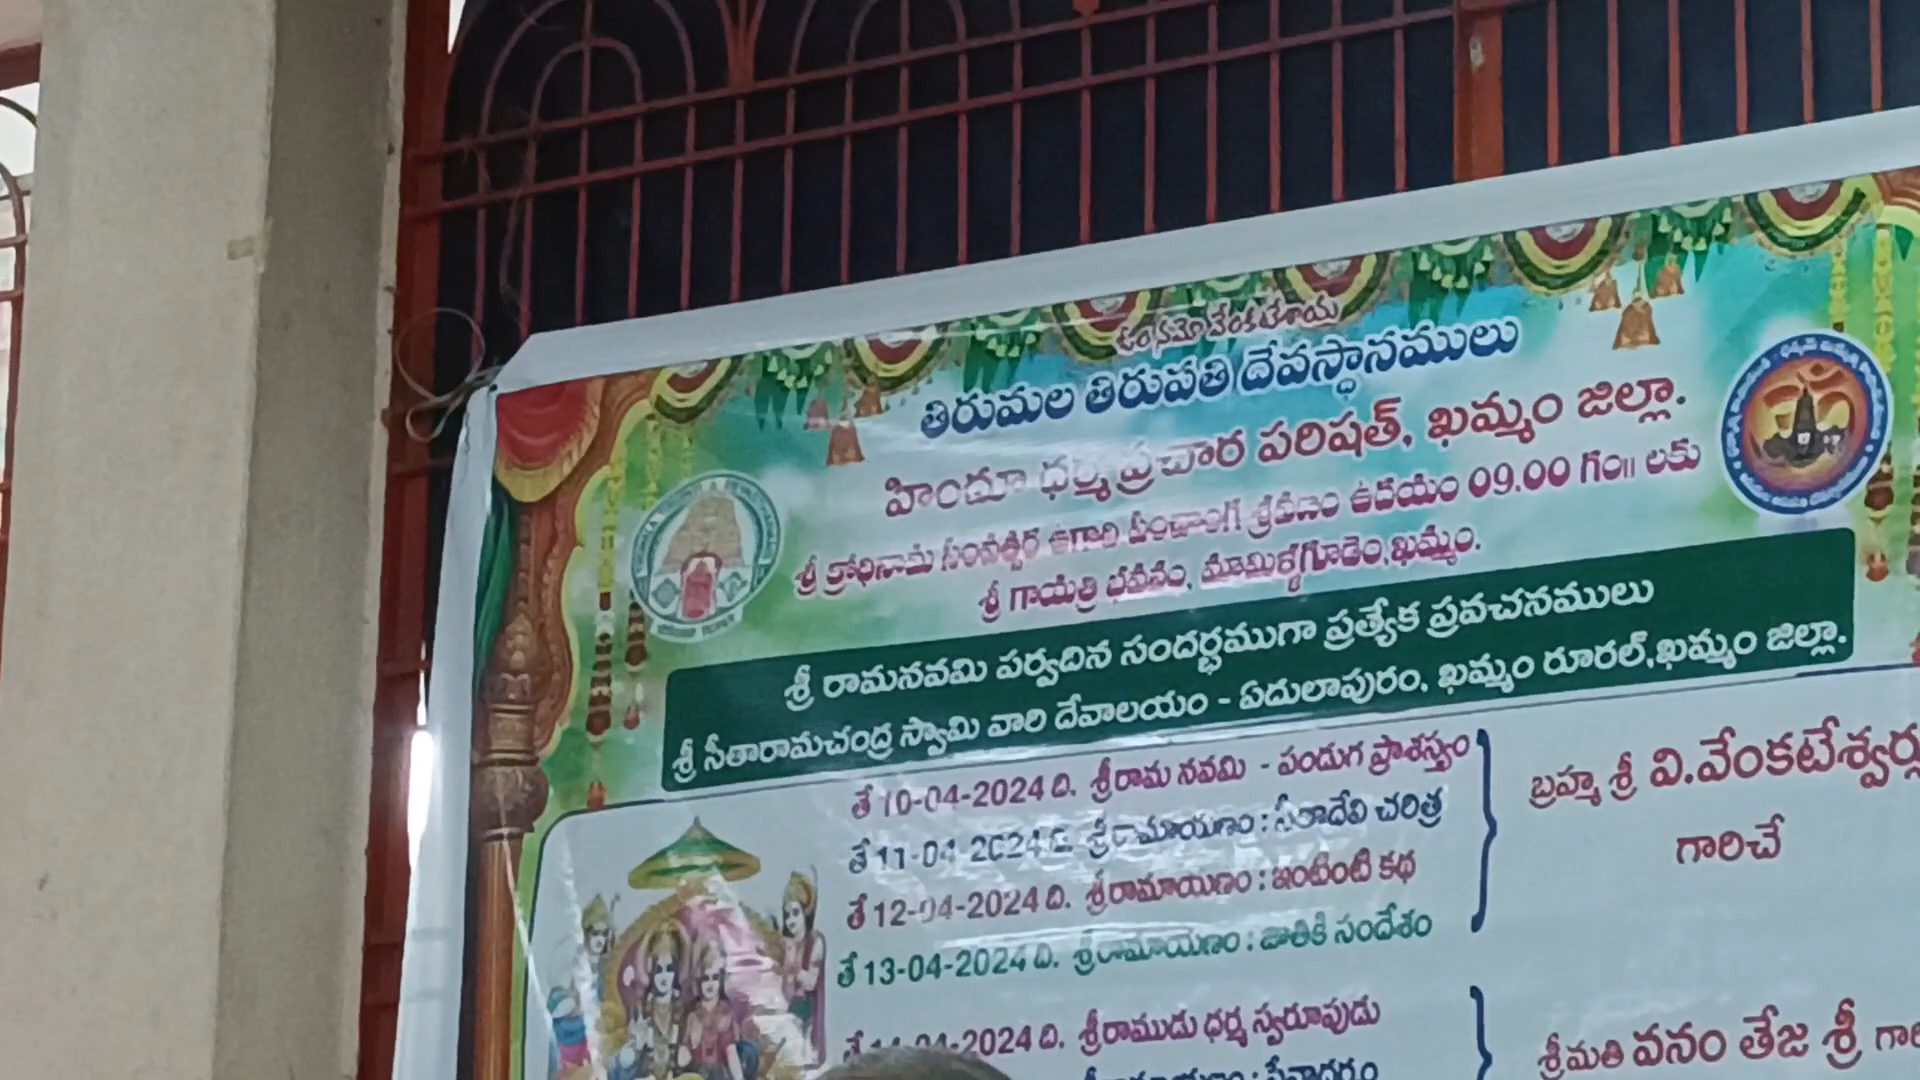 ఓం నమో వేంకటేశాయ
తిరుమల తిరుపతి దేవస్థానములు
హిందూ ధర్మప్రచార పరిషత్, ఖమ్మం జిల్లా.
శ్రీ క్రోధినామ సంవత్సర ఉగాది పంచాంగ శ్రవణం ఉదయం 09.00 గం॥ లకు
శ్రీ గాయత్రి భవనం, మామిళ్ళగూడెం,ఖమ్మం.
శ్రీ రామనవమి పర్వదిన సందర్భముగా ప్రత్యేక ప్రవచనములు
శ్రీ సీతారామచంద్ర స్వామి వారి దేవాలయం - ఏదులాపురం, ఖమ్మం రూరల్,ఖమ్మం జిల్లా.
తే 10-04-2024 ది. శ్రీరామ నవమి - పండుగ ప్రాశస్త్యం
తే 11-04-2024 ది. శ్రీరామాయణం : సీతాదేవి చరిత్ర
తే 12-04-2024 ది. శ్రీరామాయణం : ఇంటింటి కథ
తే 13-04-2024 ది. శ్రీరామాయణం : జాతికి సందేశం
బ్రహ్మ శ్రీ వి.వేంకటేశ్వర్లు
గారిచే
తే 14-04-2024 ది. శ్రీరాముడు ధర్మ స్వరూపుడు
శ్రీమతి వనం తేజ శ్రీ